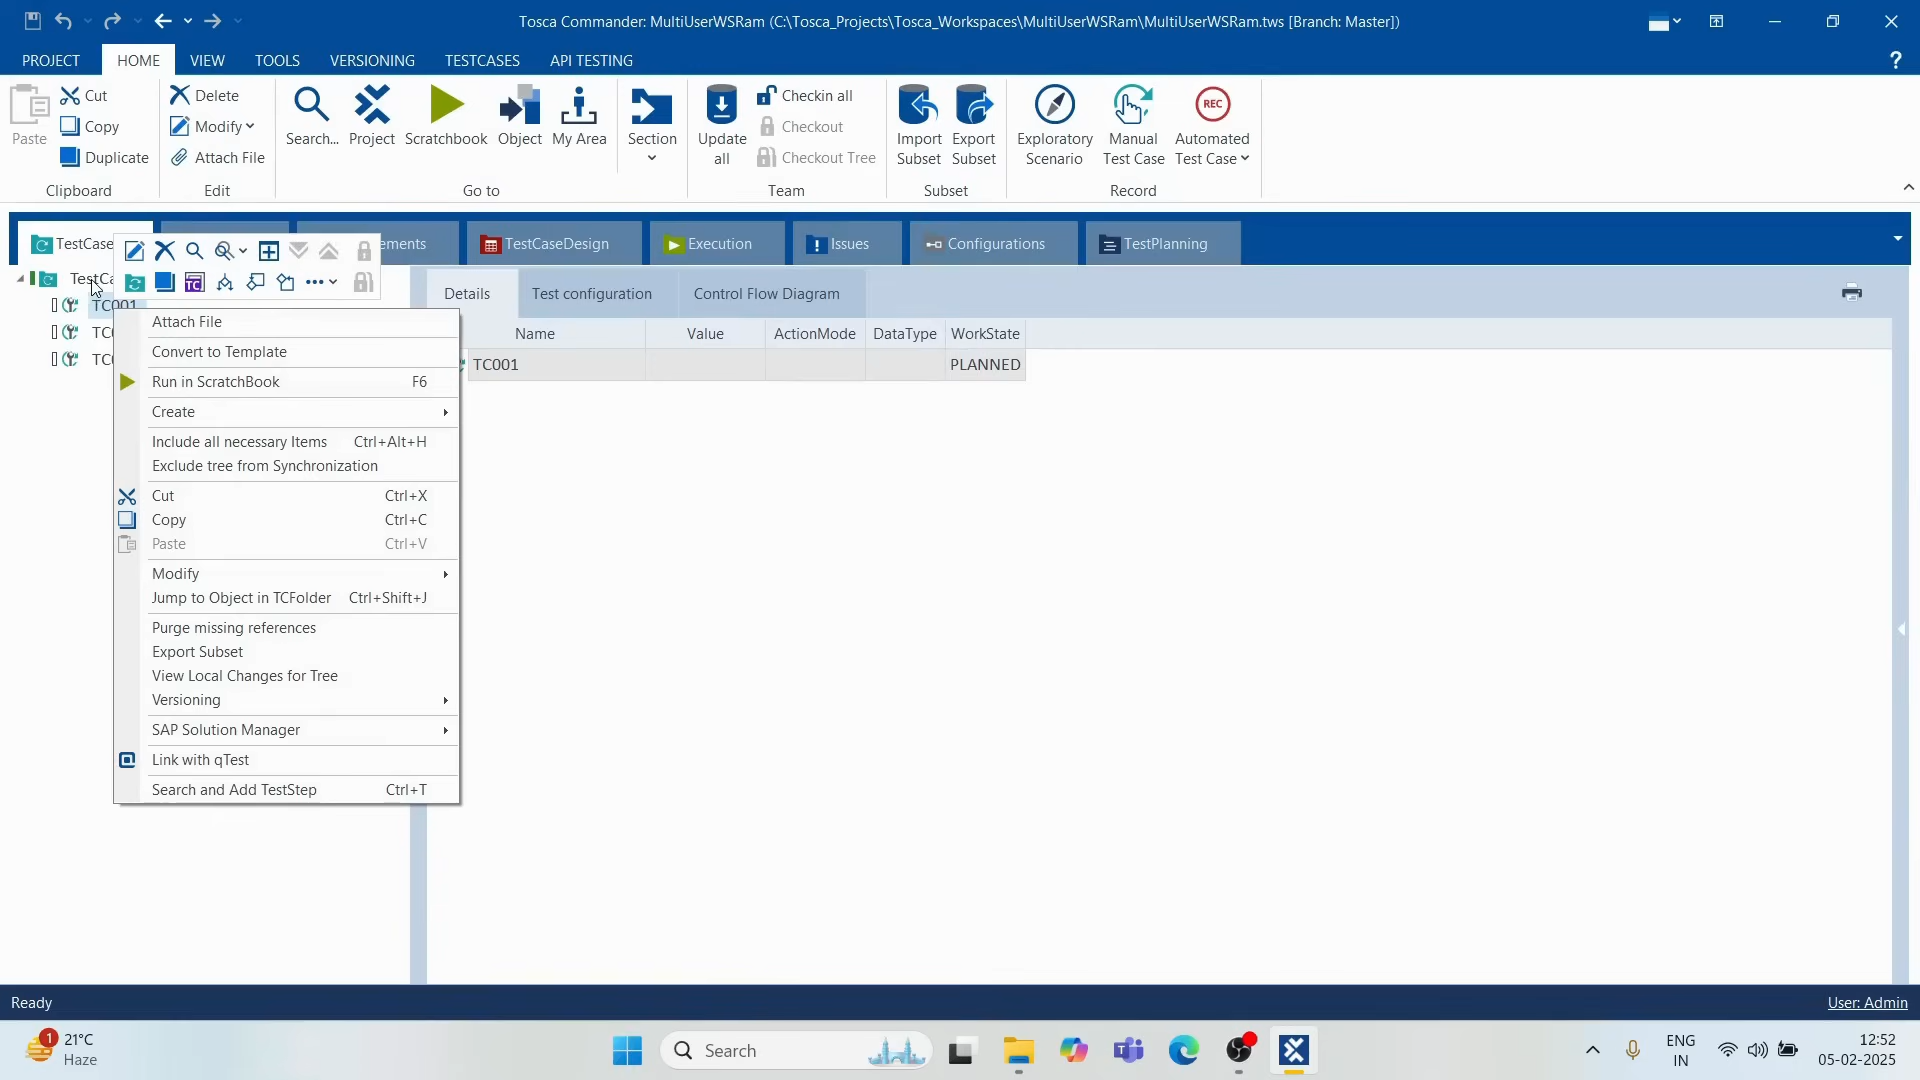 Tosca Commander: MultiUserWSRam (C:\Tosca_Projects\Tosca_Workspaces\MultiUserWSRam\MultiUserWSRam.tws [Branch: Master])
PROJECT HOME VIEW TOOLS VERSIONING TESTCASES API TESTING ?
Paste
Cut
Copy
Duplicate
Clipboard
Delete
Modify
Attach File
Edit
Search...
Project
Scratchbook
Object
My Area
Section
Go to
Update all
Checkin all
Checkout
Checkout Tree
Team
Import Subset
Export Subset
Subset
Exploratory Scenario
Manual Test Case
REC
Automated Test Case
Record
TestCase
ements
TestCaseDesign
Execution
Issues
Configurations
TestPlanning
TestCa
TC001
TC
TC
TC
Attach File
Convert to Template
Run in ScratchBook F6
Create
Include all necessary Items Ctrl+Alt+H
Exclude tree from Synchronization
Cut Ctrl+X
Copy Ctrl+C
Paste Ctrl+V
Modify
Jump to Object in TCFolder Ctrl+Shift+J
Purge missing references
Export Subset
View Local Changes for Tree
Versioning
SAP Solution Manager
Link with qTest
Search and Add TestStep Ctrl+T
Details Test configuration Control Flow Diagram
Name Value ActionMode DataType WorkState
TC001 PLANNED
Ready User: Admin
1
21°C
Haze
Search
ENG
IN
12:52
05-02-2025